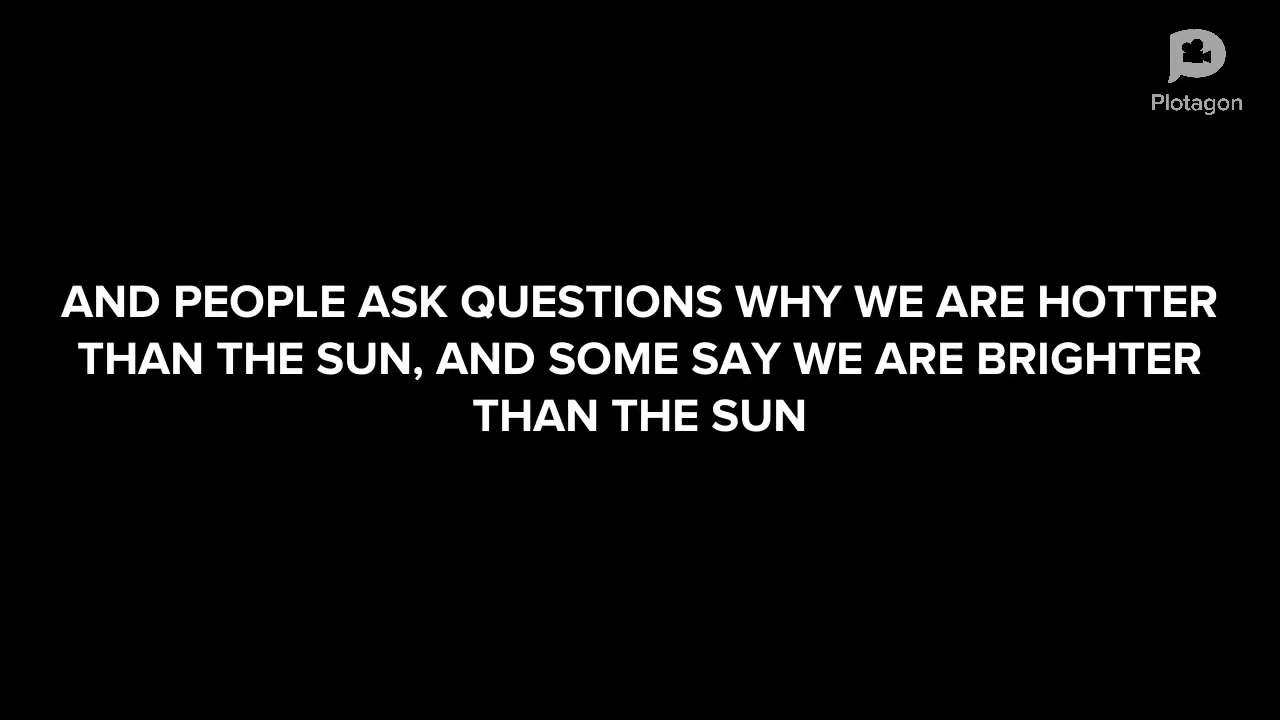 Plotagon
AND PEOPLE ASK QUESTIONS WHY WE ARE HOTTER
THAN THE SUN, AND SOME SAY WE ARE BRIGHTER
THAN THE SUN